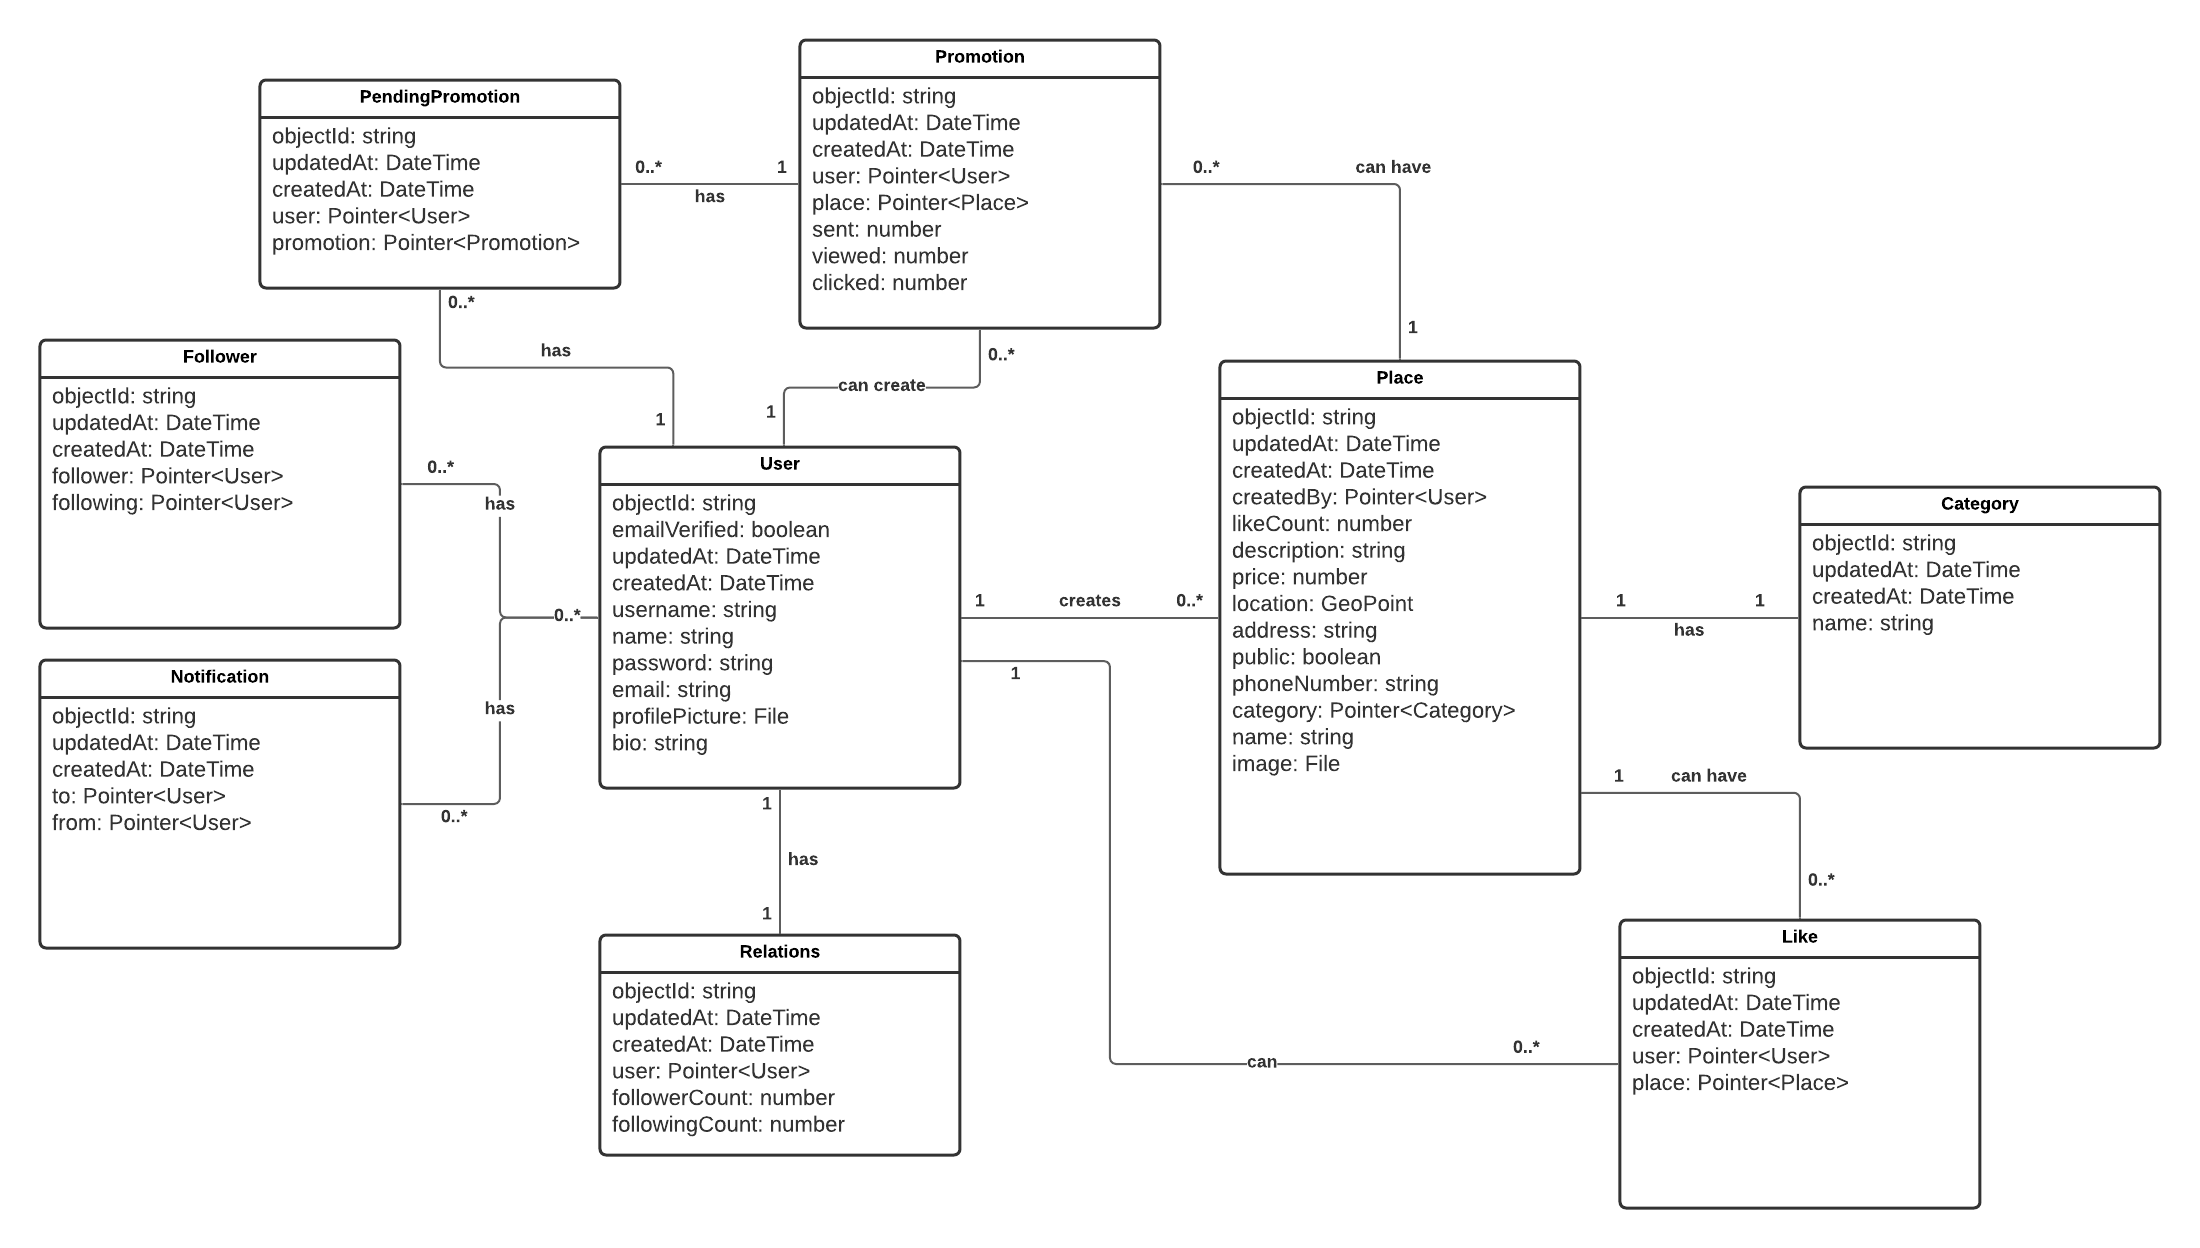 Promotion
objectId: string
updatedAt: DateTime
createdAt: DateTime
user: Pointer<User>
place: Pointer<Place>
sent: number
viewed: number
clicked: number
PendingPromotion
objectId: string
updatedAt: DateTime
createdAt: DateTime
user: Pointer<User>
promotion: Pointer<Promotion>
0..*
1
has
0..*
can have
1
0..*
has
1
0..*
can create
1
Follower
objectId: string
updatedAt: DateTime
createdAt: DateTime
follower: Pointer<User>
following: Pointer<User>
0..*
has
0..*
has
0..*
Notification
objectId: string
updatedAt: DateTime
createdAt: DateTime
to: Pointer<User>
from: Pointer<User>
User
objectId: string
emailVerified: boolean
updatedAt: DateTime
createdAt: DateTime
username: string
name: string
password: string
email: string
profilePicture: File
bio: string
1
creates
0..*
1
can
0..*
1
has
1
Relations
objectId: string
updatedAt: DateTime
createdAt: DateTime
user: Pointer<User>
followerCount: number
followingCount: number
Place
objectId: string
updatedAt: DateTime
createdAt: DateTime
createdBy: Pointer<User>
likeCount: number
description: string
price: number
location: GeoPoint
address: string
public: boolean
phoneNumber: string
category: Pointer<Category>
name: string
image: File
1
1
has
Category
objectId: string
updatedAt: DateTime
createdAt: DateTime
name: string
1
can have
0..*
Like
objectId: string
updatedAt: DateTime
createdAt: DateTime
user: Pointer<User>
place: Pointer<Place>